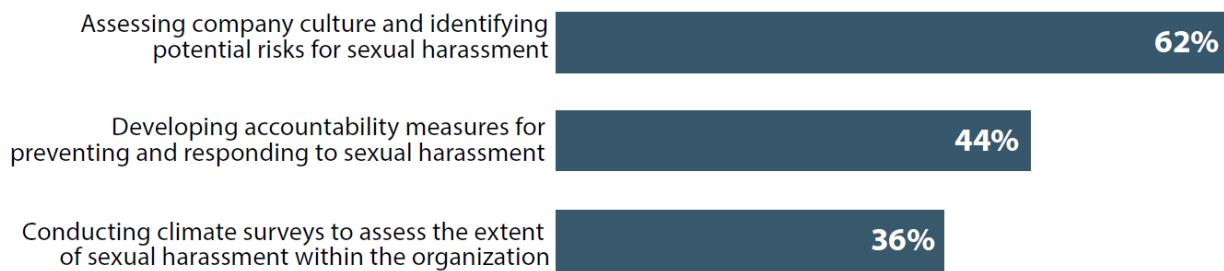 Assessing company culture and identifying
potential risks for sexual harassment
62%
Developing accountability measures for
preventing and responding to sexual harassment
44%
Conducting climate surveys to assess the extent
of sexual harassment within the organization
36%